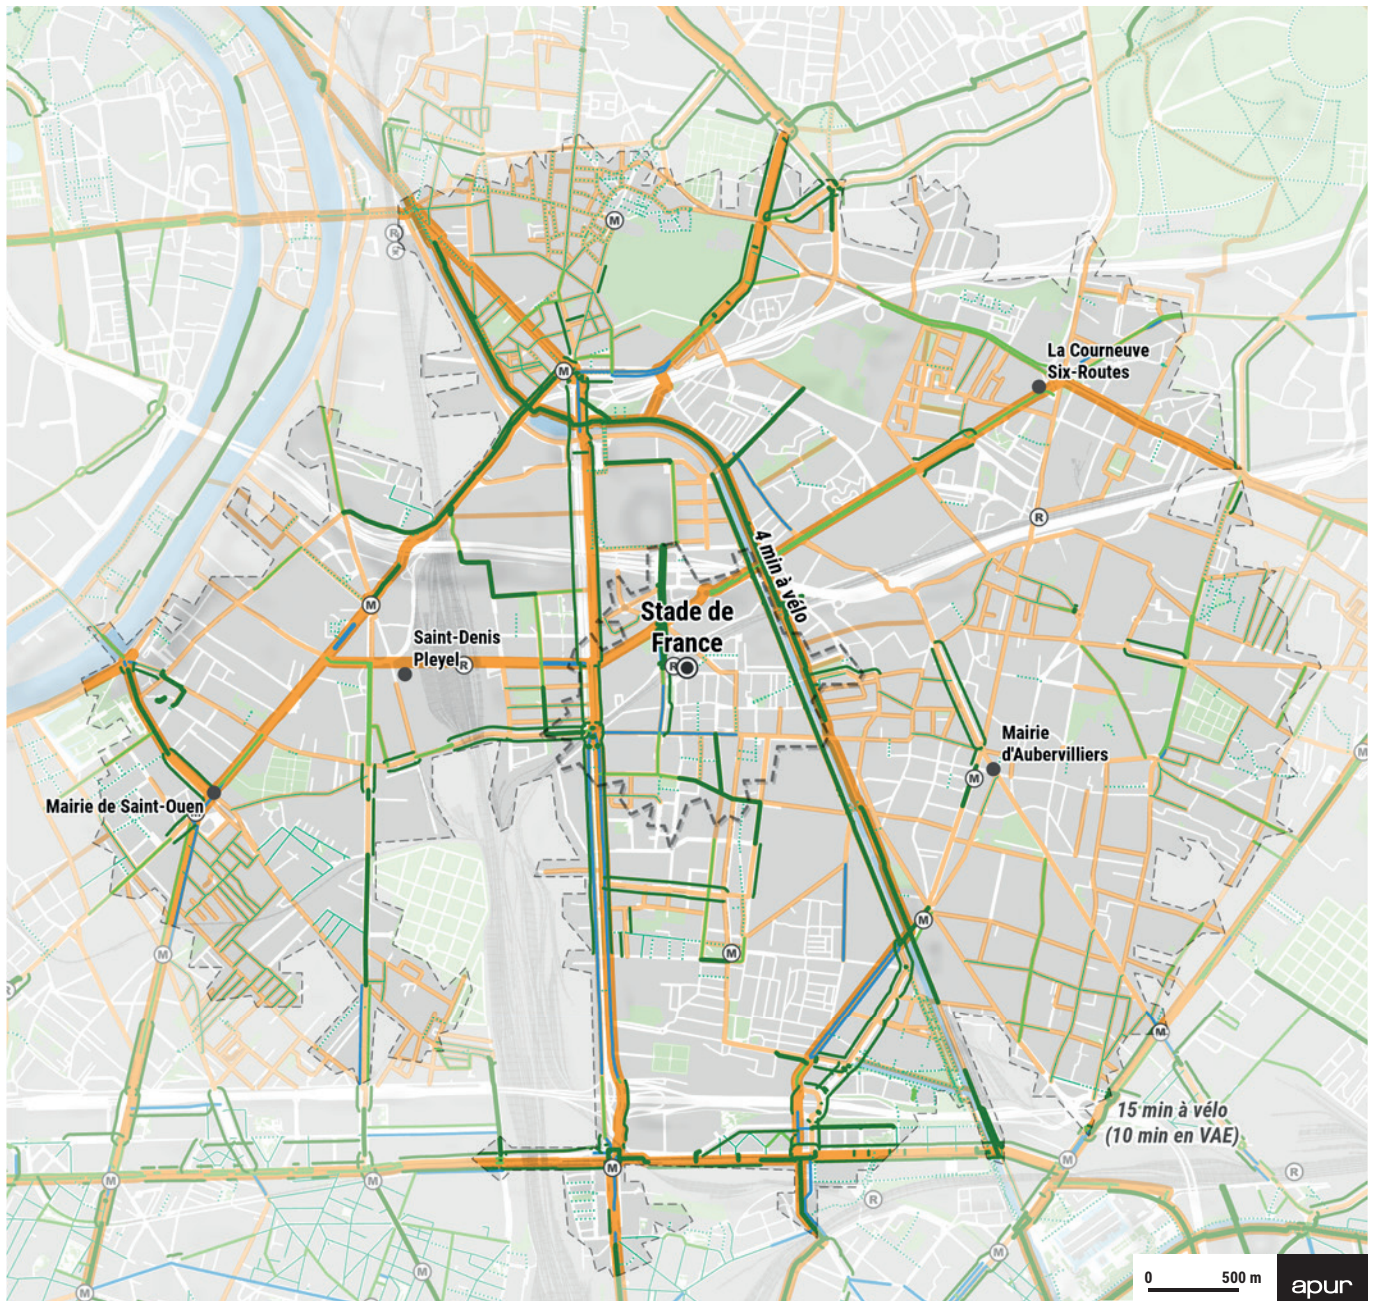 M
R
R
La Courneuve
Six-Routes
M
R
4 min à vélo
M
Stade de
France
Saint-Denis
Pleyel
R
R
Mairie
d'Aubervilliers
M
M
Mairie de Saint-Ouen
M
M
M
M
M
15 min à vélo
(10 min en VAE)
M
M
M
M
R
R
M
M
M
0 500 m
apur